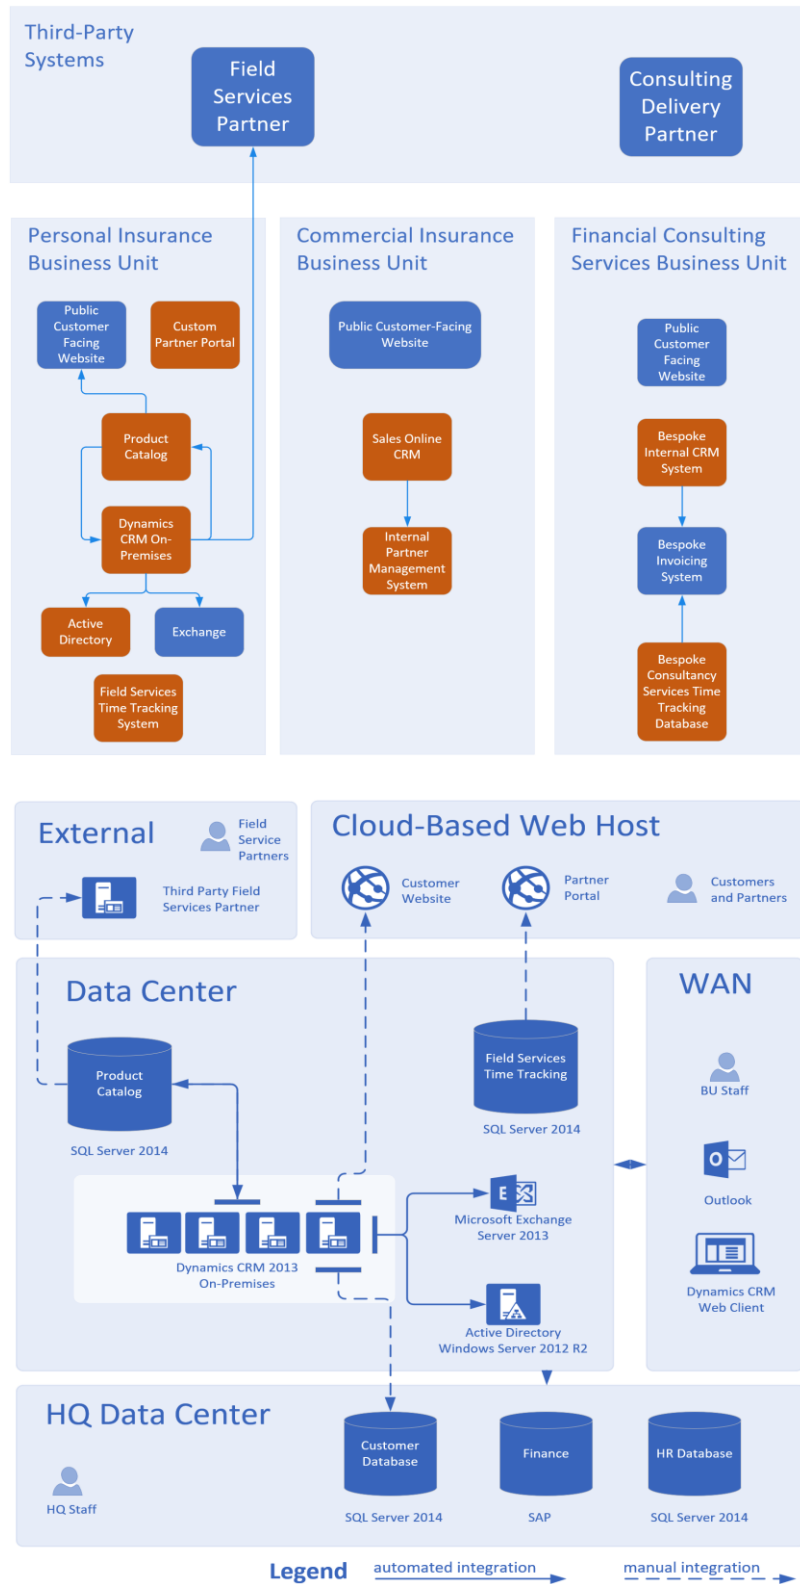 Third-Party
Systems
Field
Services
Partner
Consulting
Delivery
Partner
Personal Insurance
Business Unit
Public
Customer
Facing
Website
Custom
Partner Portal
Product
Catalog
Dynamics
CRM On-
Premises
Active
Directory
Exchange
Field Services
Time Tracking
System
Commercial Insurance
Business Unit
Public Customer-Facing
Website
Sales Online
CRM
Internal
Partner
Management
System
Financial Consulting
Services Business Unit
Public
Customer
Facing
Website
Bespoke
Internal CRM
System
Bespoke
Invoicing
System
Bespoke
Consultancy
Services Time
Tracking
Database
External
Field
Service
Partners
Third Party Field
Services Partner
Cloud-Based Web Host
Customer
Website
Partner
Portal
Customers
and Partners
Data Center
Product
Catalog
SQL Server 2014
Field Services
Time Tracking
SQL Server 2014
Dynamics CRM 2013
On-Premises
E
Microsoft Exchange
Server 2013
Active Directory
Windows Server 2012 R2
WAN
BU Staff
O
Outlook
Dynamics CRM
Web Client
HQ Data Center
HQ Staff
Customer
Database
SQL Server 2014
Finance
SAP
HR Database
SQL Server 2014
Legend
automated integration
manual integration